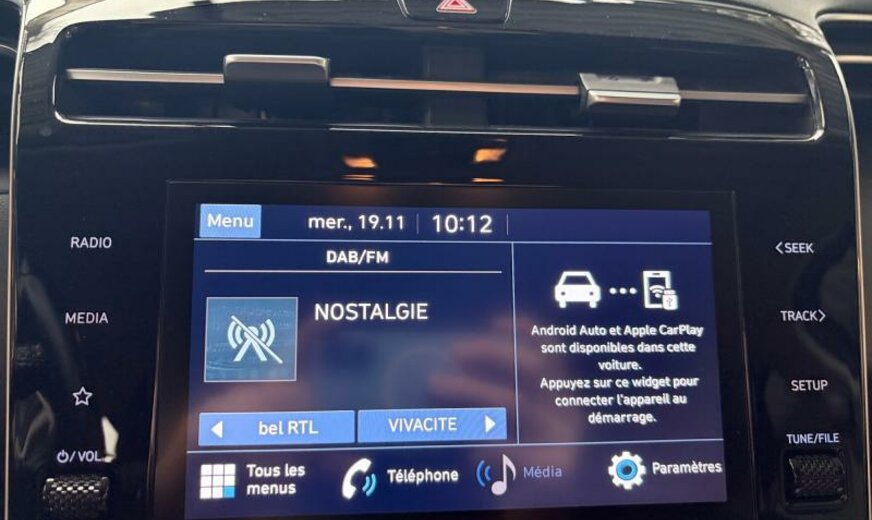 RADIO
MEDIA
⏻/VOL
Menu
mer., 19.11
10:12
DAB/FM
NOSTALGIE
bel RTL
VIVACITE
Android Auto et Apple CarPlay
sont disponibles dans cette
voiture.
Appuyez sur ce widget pour
connecter l'appareil au
démarrage.
Tous les
menus
Téléphone
Média
Paramètres
<SEEK
TRACK>
SETUP
TUNE/FILE